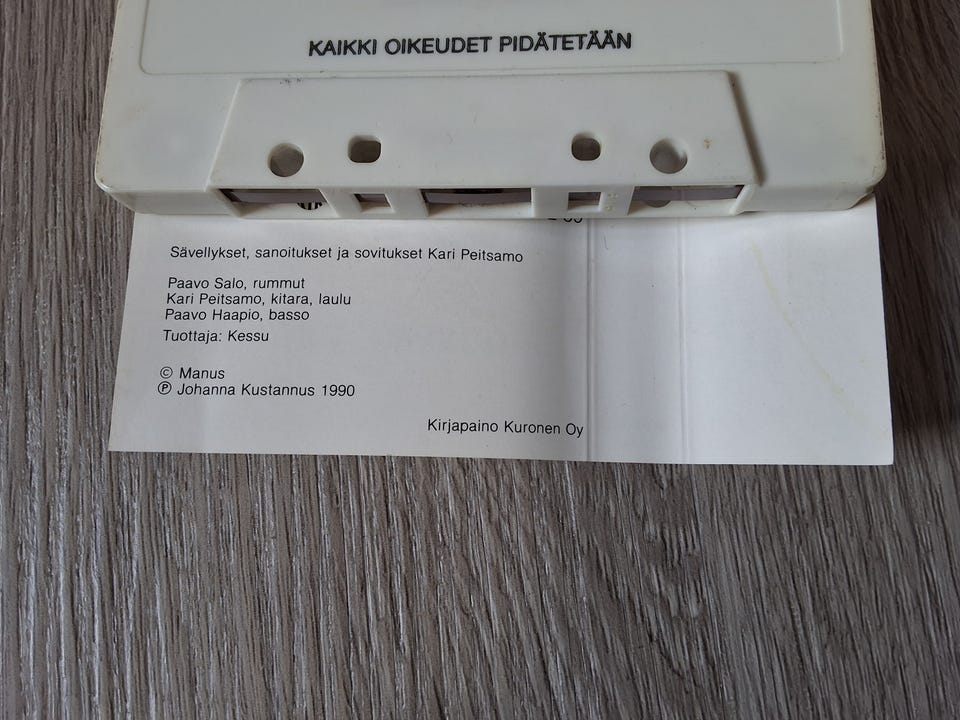 KAIKKI OIKEUDET PIDÄTETÄÄN
Sävellykset, sanoitukset ja sovitukset Kari Peitsamo
Paavo Salo, rummut
Kari Peitsamo, kitara, laulu
Paavo Haapio, basso
Tuottaja: Kessu
© Manus
℗ Johanna Kustannus 1990
Kirjapaino Kuronen Oy